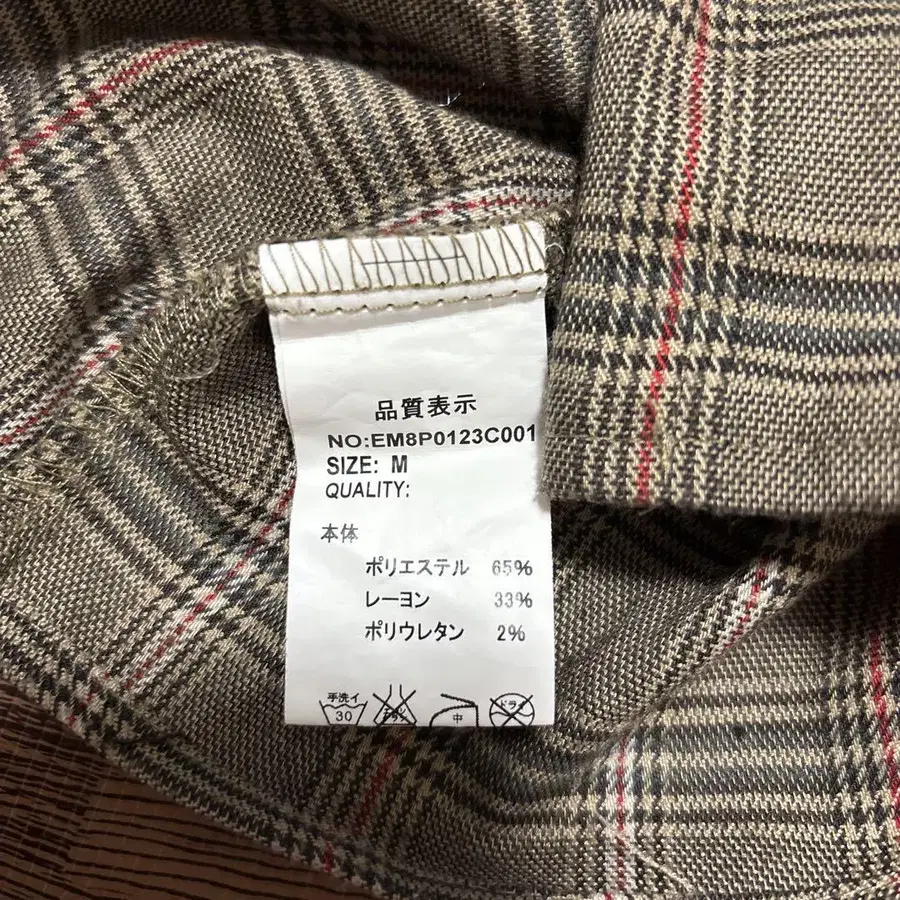 品質表示
NO:EM8P0123C001
SIZE: M
QUALITY:
本体
ポリエステル 65%
レーヨン 33%
ポリウレタン 2%
手洗イ
30
中
ドライ